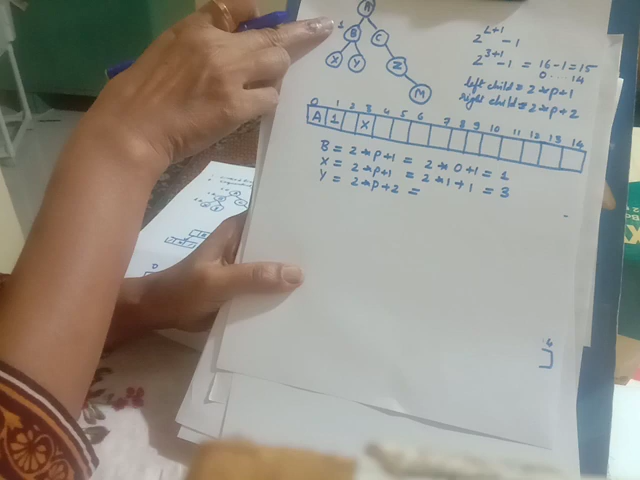 A
1 B C
X Y Z
M
2^(L+1) - 1
2^(3+1) - 1 = 16 - 1 = 15
0 .... 14
left child = 2*p+1
right child = 2*p+2
0 1 2 3 4 5 6 7 8 9 10 11 12 13 14
A 1 X
B = 2*p+1 = 2*0+1 = 1
X = 2*p+1 = 2*1+1 = 3
Y = 2*p+2 =